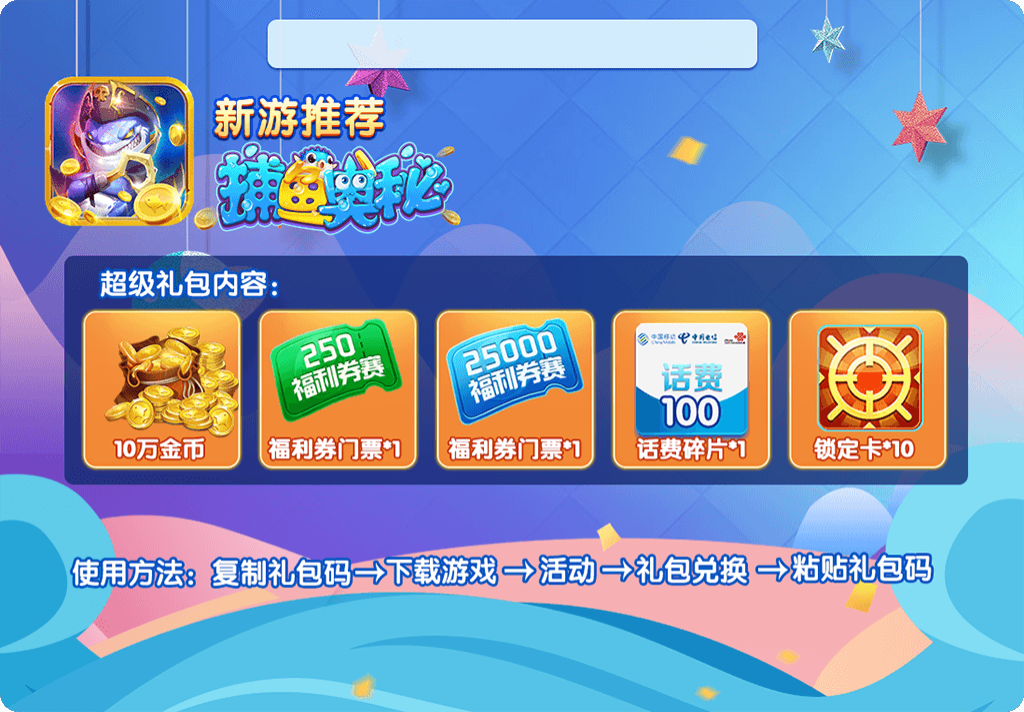 新游推荐
捕鱼奥秘
超级礼包内容：
10万金币
250
福利券赛
福利券门票*1
25000
福利券赛
福利券门票*1
中国移动 中国电信
话费
100
话费碎片*1
锁定卡*10
使用方法：复制礼包码→下载游戏→活动→礼包兑换→粘贴礼包码